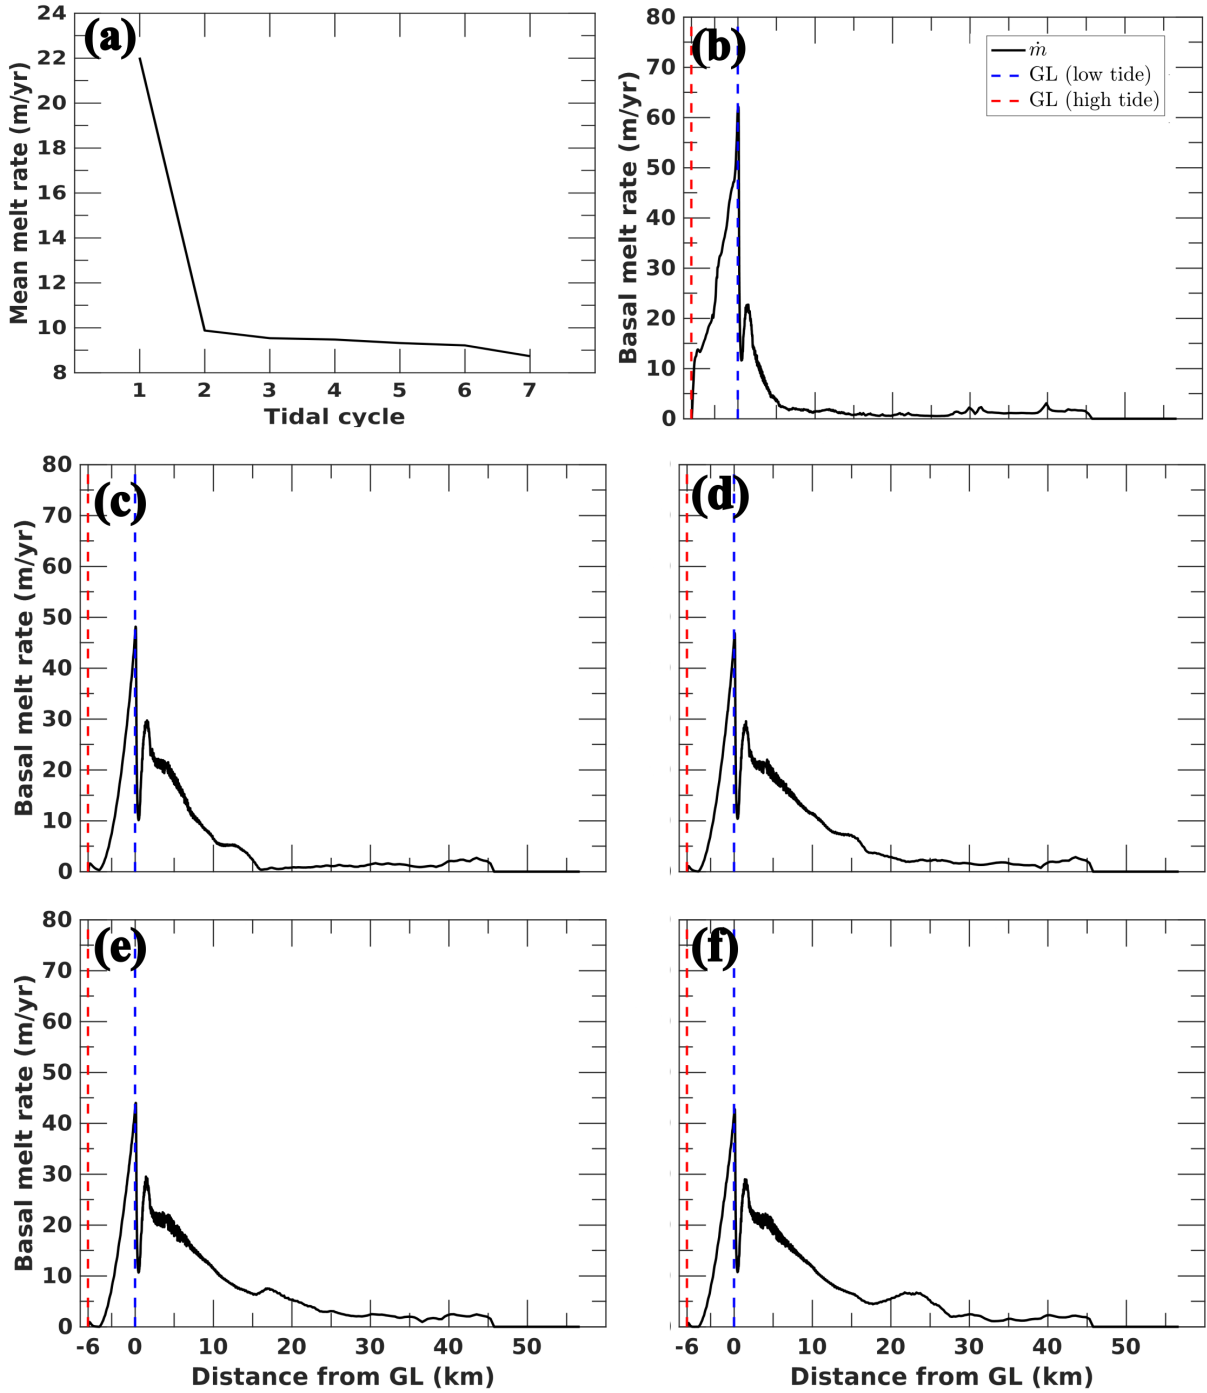 (a)
Mean melt rate (m/yr)
24
22
20
18
16
14
12
10
8
1 2 3 4 5 6 7
Tidal cycle
(b)
Basal melt rate (m/yr)
80
70
60
50
40
30
20
10
0
ṁ
GL (low tide)
GL (high tide)
(c)
Basal melt rate (m/yr)
80
70
60
50
40
30
20
10
0
(d)
(e)
Basal melt rate (m/yr)
80
70
60
50
40
30
20
10
0
-6 0 10 20 30 40 50
Distance from GL (km)
(f)
-6 0 10 20 30 40 50
Distance from GL (km)